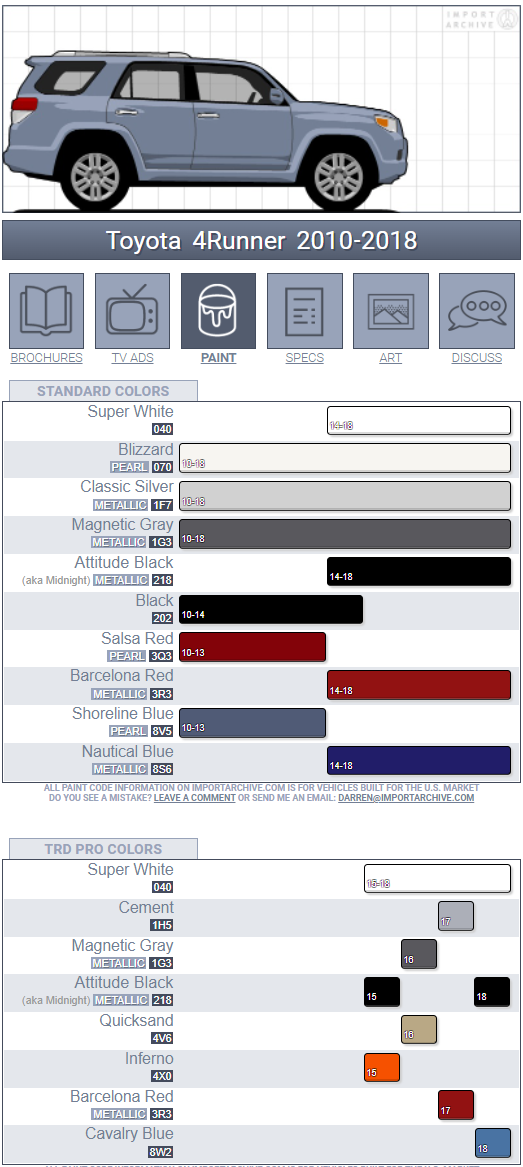 IMPORT
ARCHIVE
Toyota 4Runner 2010-2018
BROCHURES TV ADS PAINT SPECS ART DISCUSS
STANDARD COLORS
Super White
040
14-18
Blizzard
PEARL 070
10-18
Classic Silver
METALLIC 1F7
10-18
Magnetic Gray
METALLIC 1G3
10-18
Attitude Black
(aka Midnight) METALLIC 218
14-18
Black
202
10-14
Salsa Red
PEARL 3Q3
10-13
Barcelona Red
METALLIC 3R3
14-18
Shoreline Blue
PEARL 8V5
10-13
Nautical Blue
METALLIC 8S6
14-18
ALL PAINT CODE INFORMATION ON IMPORTARCHIVE.COM IS FOR VEHICLES BUILT FOR THE U.S. MARKET
DO YOU SEE A MISTAKE? LEAVE A COMMENT OR SEND ME AN EMAIL: DARREN@IMPORTARCHIVE.COM
TRD PRO COLORS
Super White
040
15-18
Cement
1H5
17
Magnetic Gray
METALLIC 1G3
16
Attitude Black
(aka Midnight) METALLIC 218
15 18
Quicksand
4V6
16
Inferno
4X0
15
Barcelona Red
METALLIC 3R3
17
Cavalry Blue
8W2
18